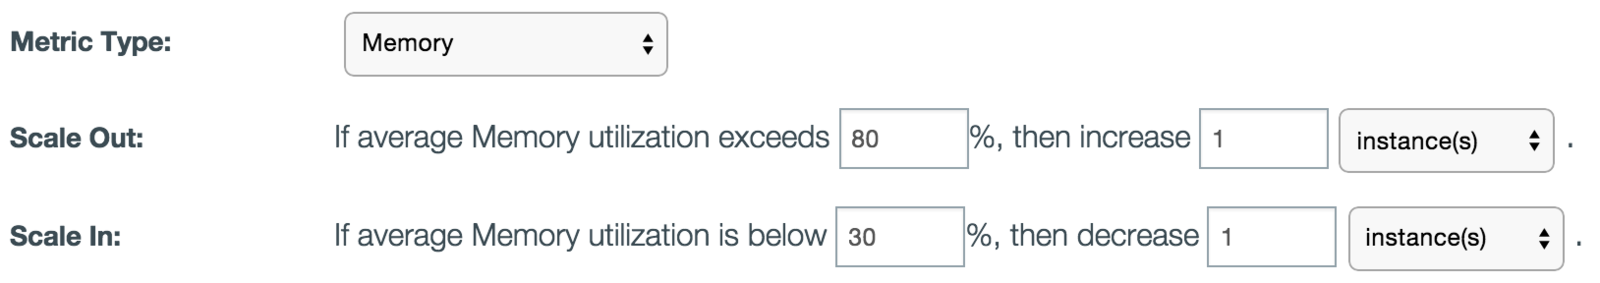 Metric Type: Memory
Scale Out: If average Memory utilization exceeds 80 %, then increase 1 instance(s) .
Scale In: If average Memory utilization is below 30 %, then decrease 1 instance(s) .